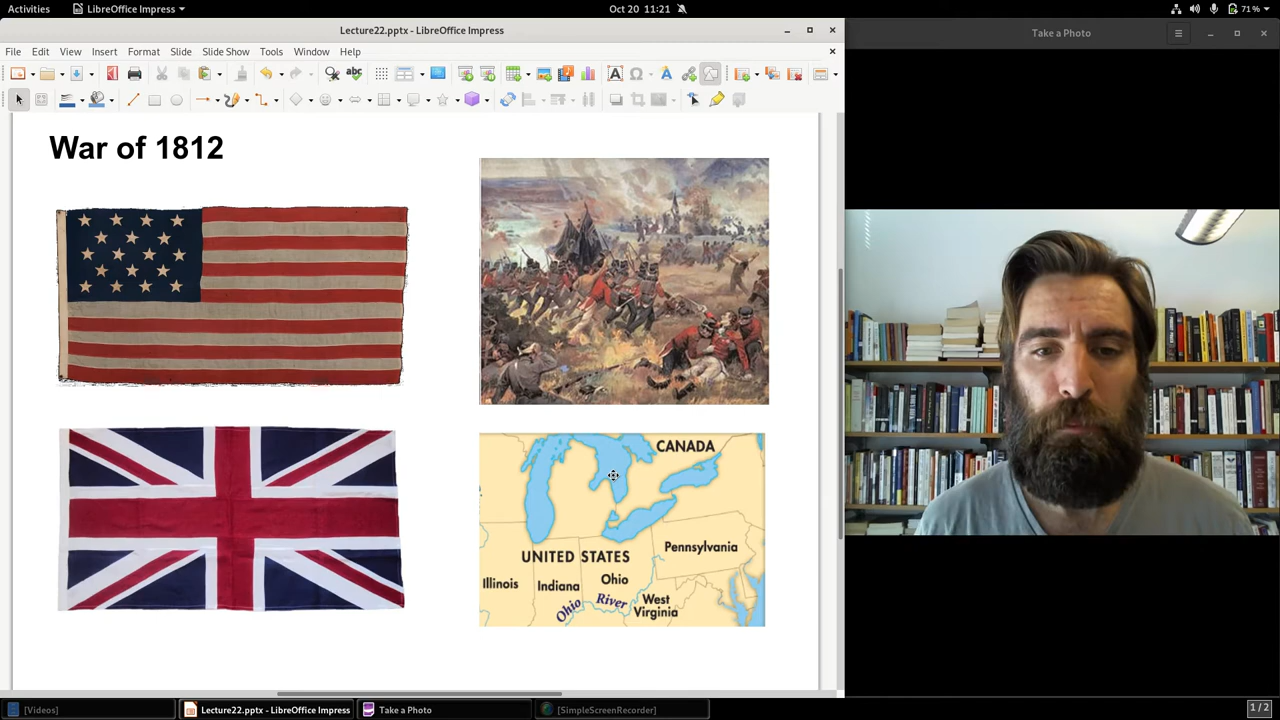 Activities
LibreOffice Impress
Oct 20 11:21
71%
Lecture22.pptx - LibreOffice Impress
Take a Photo
File Edit View Insert Format Slide Slide Show Tools Window Help
War of 1812
CANADA
UNITED STATES
Pennsylvania
Illinois
Indiana
Ohio
Ohio River
West
Virginia
[Videos]
Lecture22.pptx - LibreOffice Impress
Take a Photo
[SimpleScreenRecorder]
1/2